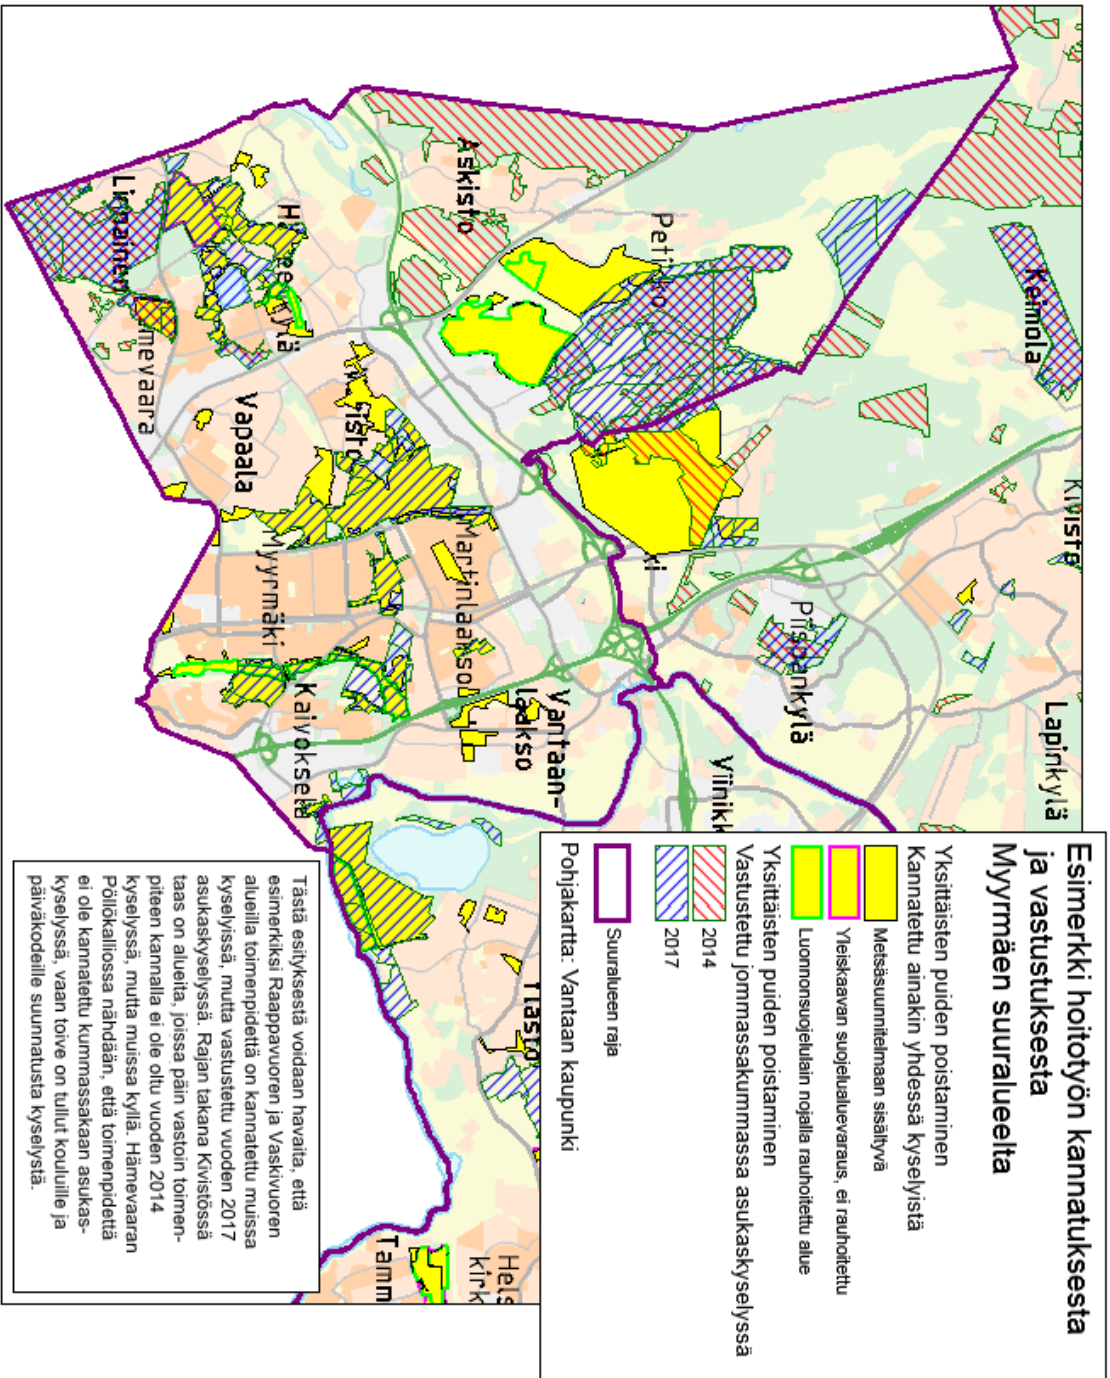 Esimerkki hoitotyön kannatuksesta
ja vastustuksesta
Myyrmäen suuralueelta
Yksittäisten puiden poistaminen
Kannatettu ainakin yhdessä kyselyistä
Metsäsuunnitelmaan sisältyvä
Yleiskaavan suojelualuevaraus, ei rauhoitettu
Luonnonsuojelulain nojalla rauhoitettu alue
Yksittäisten puiden poistaminen
Vastustettu jommassakummassa asukaskyselyssä
2014
2017
Suuralueen raja
Pohjakartta: Vantaan kaupunki
Tästä esityksestä voidaan havaita, että
esimerkiksi Raappavuoren ja Vaskivuoren
alueilla toimenpidettä on kannatettu muissa
kyselyissä, mutta vastustettu vuoden 2017
asukaskyselyssä. Rajan takana Kivistössä
taas on alueita, joissa päin vastoin toimen-
piteen kannalla ei ole oltu vuoden 2014
kyselyssä, mutta muissa kyllä. Hämevaaran
Pöllökalliossa nähdään, että toimenpidettä
ei ole kannatettu kummassakaan asukas-
kyselyssä, vaan toive on tullut kouluille ja
päiväkodeille suunnatusta kyselystä.
Kivistö
Lapinkylä
Keimola
Piispankylä
Viinikk
Petikko
Askisto
Vantaan-
laakso
Martinlaakso
Kaivoksela
Myyrmäki
Vapaala
Linnainen
mevaara
Tamm
Hels
kirk